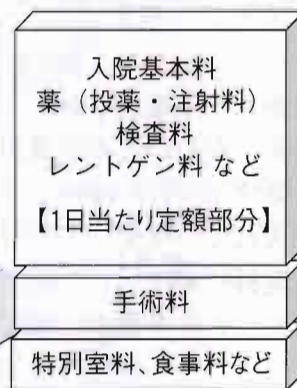 入院基本料
薬（投薬・注射料）
検査料
レントゲン料 など
【1日当たり定額部分】
手術料
特別室料、食事料など